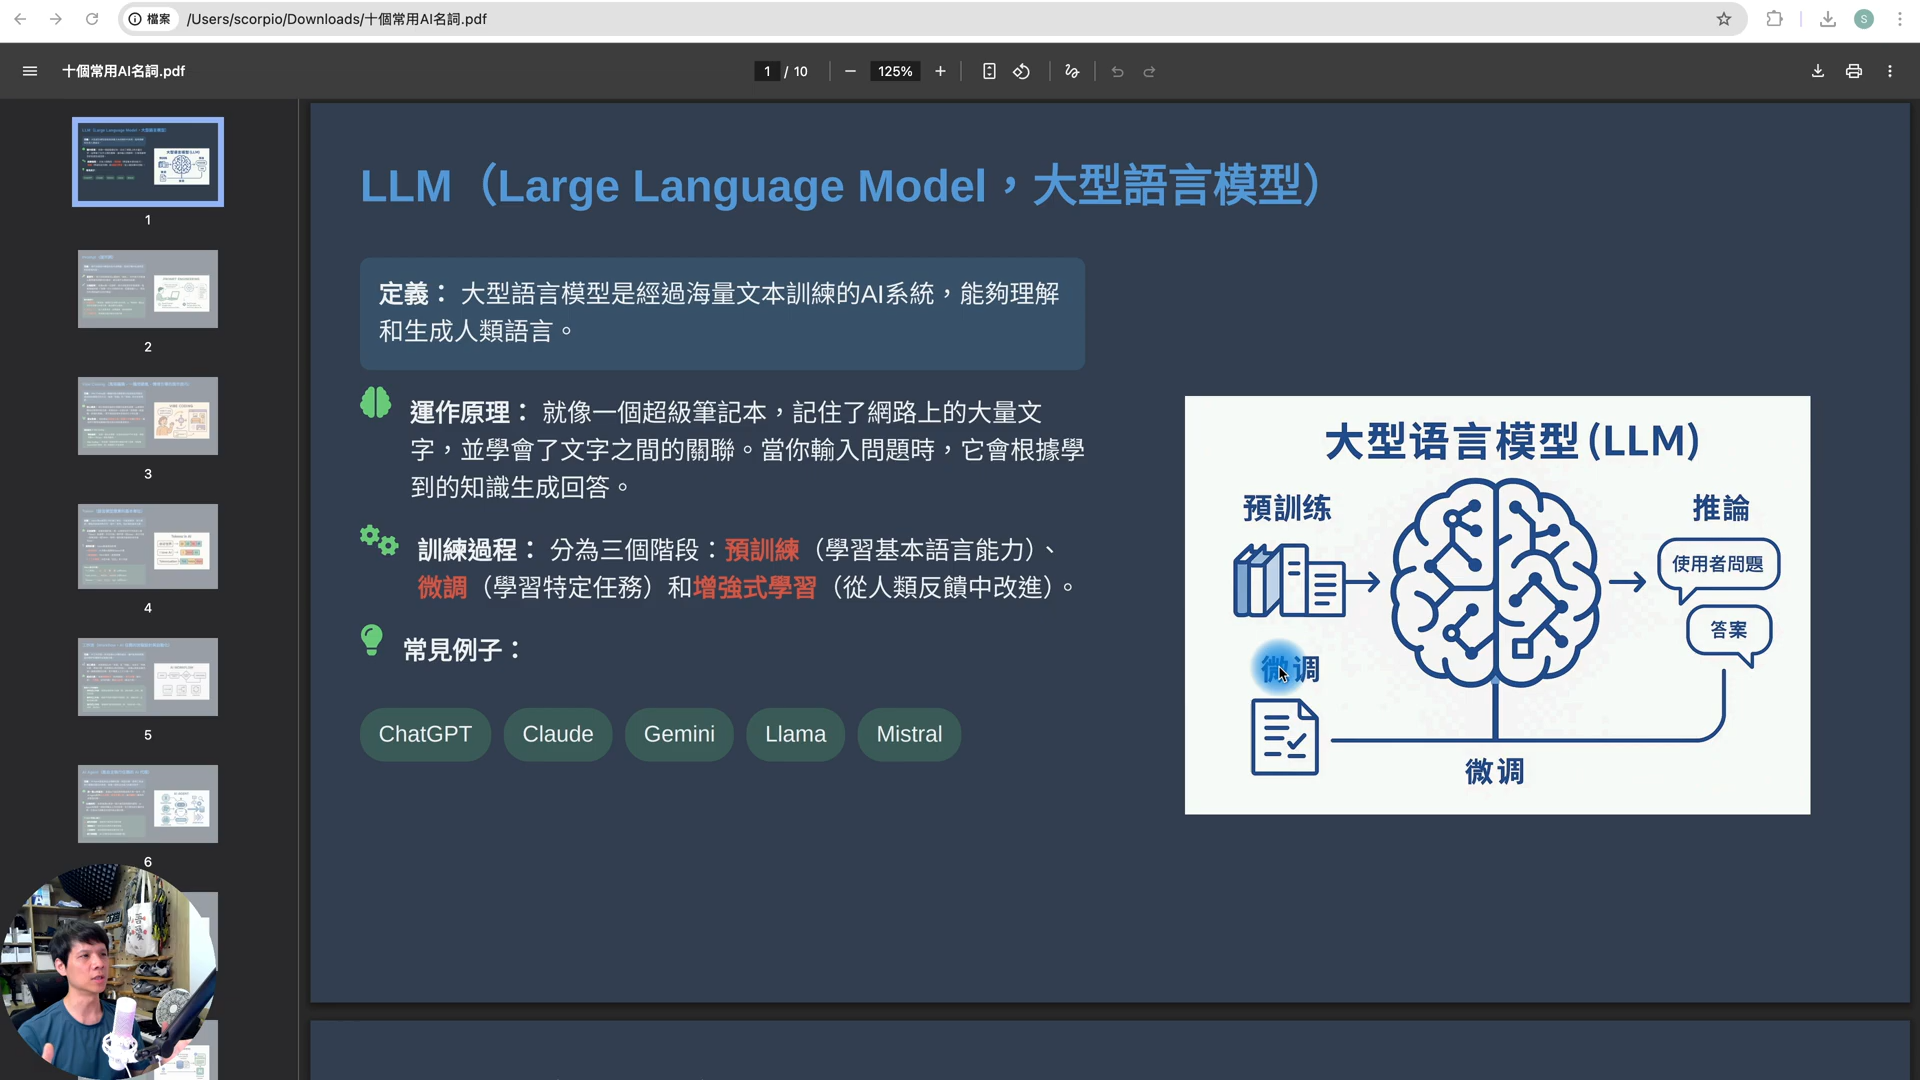 檔案
/Users/scorpio/Downloads/十個常用AI名詞.pdf
S
十個常用AI名詞.pdf
1 / 10
125%
1
2
3
4
5
6
LLM（Large Language Model，大型語言模型）
定義： 大型語言模型是經過海量文本訓練的AI系統，能夠理解
和生成人類語言。
運作原理： 就像一個超級筆記本，記住了網路上的大量文
字，並學會了文字之間的關聯。當你輸入問題時，它會根據學
到的知識生成回答。
訓練過程： 分為三個階段：預訓練（學習基本語言能力）、
微調（學習特定任務）和增強式學習（從人類反饋中改進）。
常見例子：
ChatGPT
Claude
Gemini
Llama
Mistral
大型语言模型(LLM)
預訓练
推論
使用者問題
答案
微调
微调